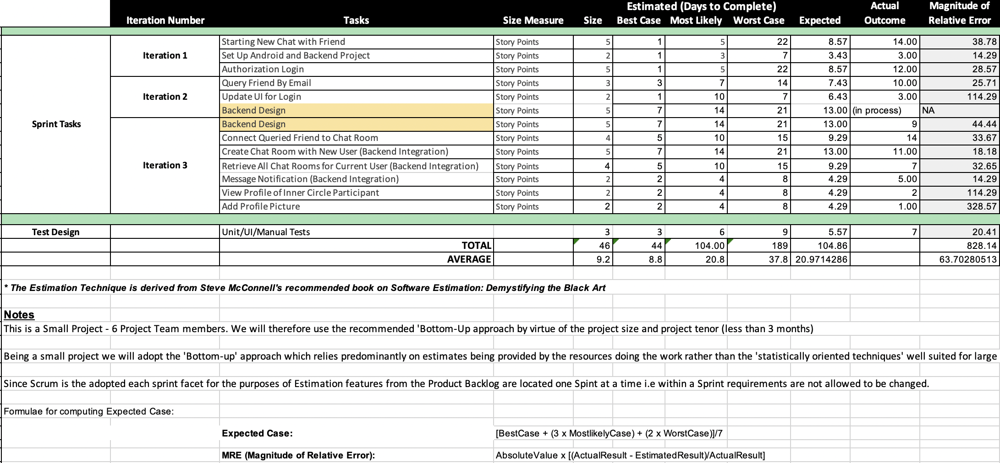 Estimated (Days to Complete) Actual Magnitude of
Iteration Number Tasks Size Measure Size Best Case Most Likely Worst Case Expected Outcome Relative Error
Starting New Chat with Friend Story Points 5 1 5 22 8.57 14.00 38.78
Iteration 1 Set Up Android and Backend Project Story Points 2 1 3 7 3.43 3.00 14.29
Authorization Login Story Points 5 1 5 22 8.57 12.00 28.57
Query Friend By Email Story Points 3 3 7 14 7.43 10.00 25.71
Iteration 2 Update UI for Login Story Points 2 1 10 7 6.43 3.00 114.29
Backend Design Story Points 5 7 14 21 13.00 (in process) NA
Sprint Tasks Backend Design Story Points 5 7 14 21 13.00 9 44.44
Connect Queried Friend to Chat Room Story Points 4 5 10 15 9.29 14 33.67
Create Chat Room with New User (Backend Integration) Story Points 5 7 14 21 13.00 11.00 18.18
Iteration 3 Retrieve All Chat Rooms for Current User (Backend Integration) Story Points 4 5 10 15 9.29 7 32.65
Message Notification (Backend Integration) Story Points 2 2 4 8 4.29 5.00 14.29
View Profile of Inner Circle Participant Story Points 2 2 4 8 4.29 2 114.29
Add Profile Picture Story Points 2 2 4 8 4.29 1.00 328.57
Test Design Unit/UI/Manual Tests 3 3 6 9 5.57 7 20.41
TOTAL 46 44 104.00 189 104.86 828.14
AVERAGE 9.2 8.8 20.8 37.8 20.9714286 63.70280513
* The Estimation Technique is derived from Steve McConnell's recommended book on Software Estimation: Demystifying the Black Art
Notes
This is a Small Project - 6 Project Team members. We will therefore use the recommended 'Bottom-Up approach by virtue of the project size and project tenor (less than 3 months)
Being a small project we will adopt the 'Bottom-up' approach which relies predominantly on estimates being provided by the resources doing the work rather than the 'statistically oriented techniques' well suited for large
Since Scrum is the adopted each sprint facet for the purposes of Estimation features from the Product Backlog are located one Spint at a time i.e within a Sprint requirements are not allowed to be changed.
Formulae for computing Expected Case:
Expected Case: [BestCase + (3 x MostlikelyCase) + (2 x WorstCase)]/7
MRE (Magnitude of Relative Error): AbsoluteValue x [(ActualResult - EstimatedResult)/ActualResult]